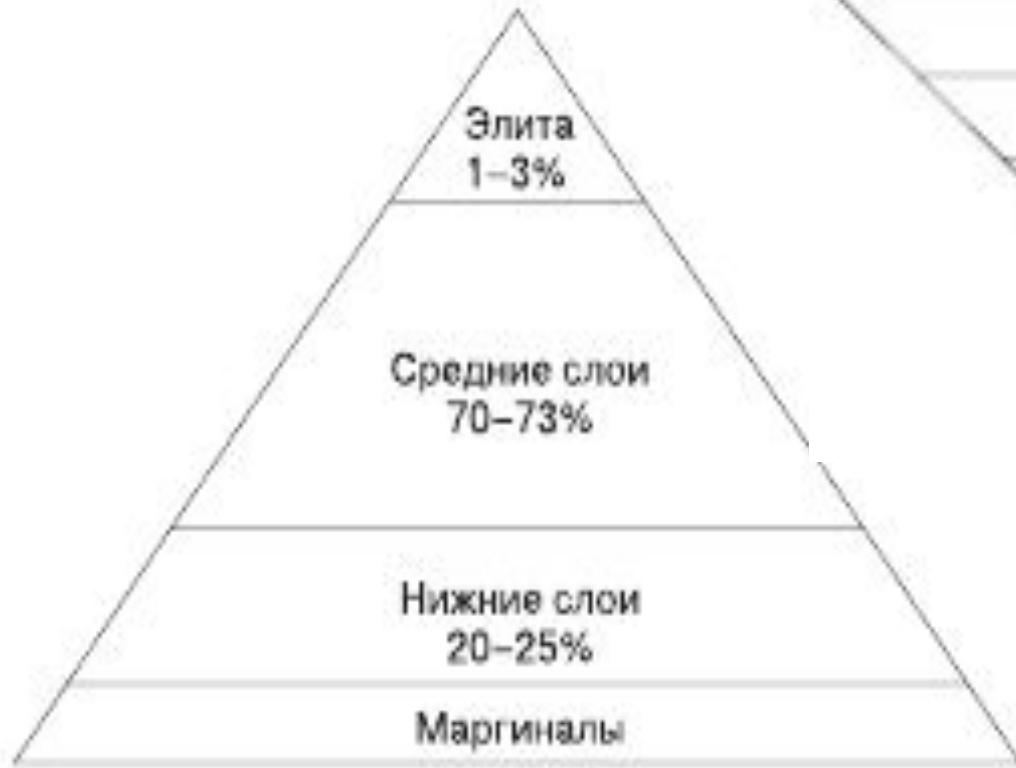 Элита
1–3%
Средние слои
70–73%
Нижние слои
20–25%
Маргиналы